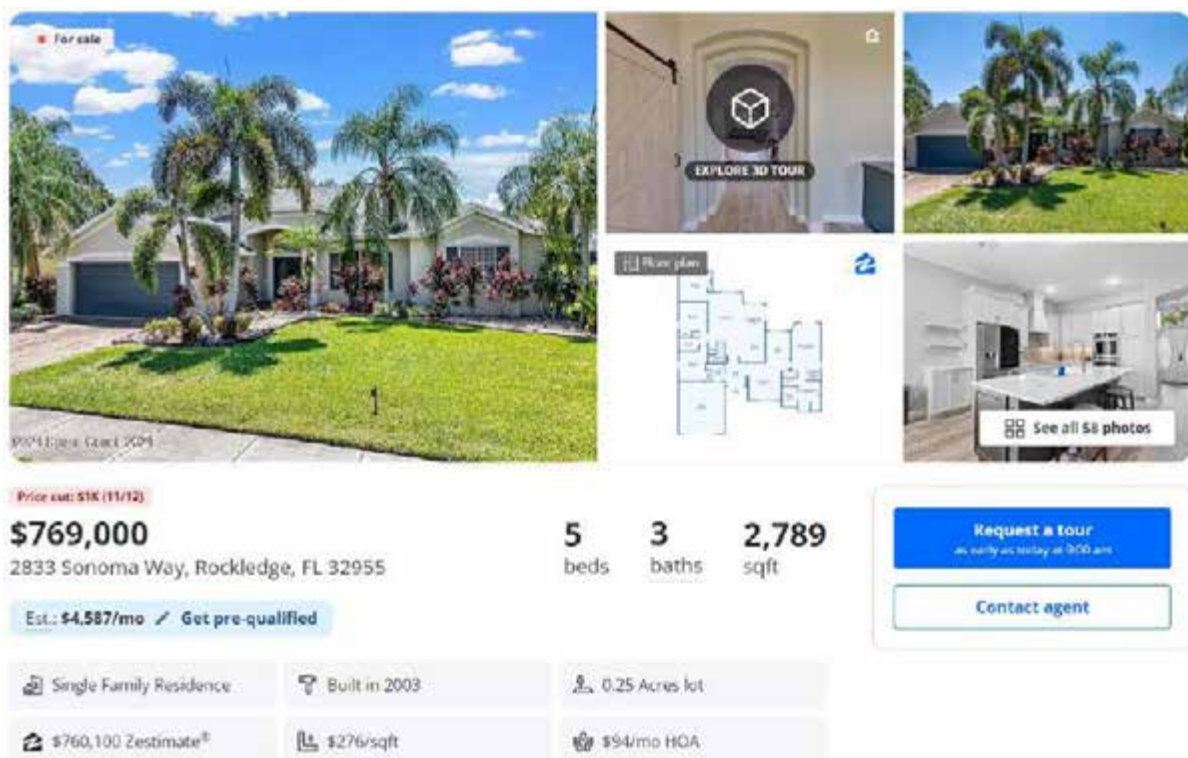 For sale
EXPLORE 3D TOUR
Floor plan
See all 58 photos
Price cut: $1K (11/12)
$769,000
2833 Sonoma Way, Rockledge, FL 32955
5
beds
3
baths
2,789
sqft
Est.: $4,587/mo
Get pre-qualified
Request a tour
as early as today at 9:00 am
Contact agent
Single Family Residence
Built in 2003
0.25 Acres lot
$760,100 Zestimate®
$276/sqft
$94/mo HOA